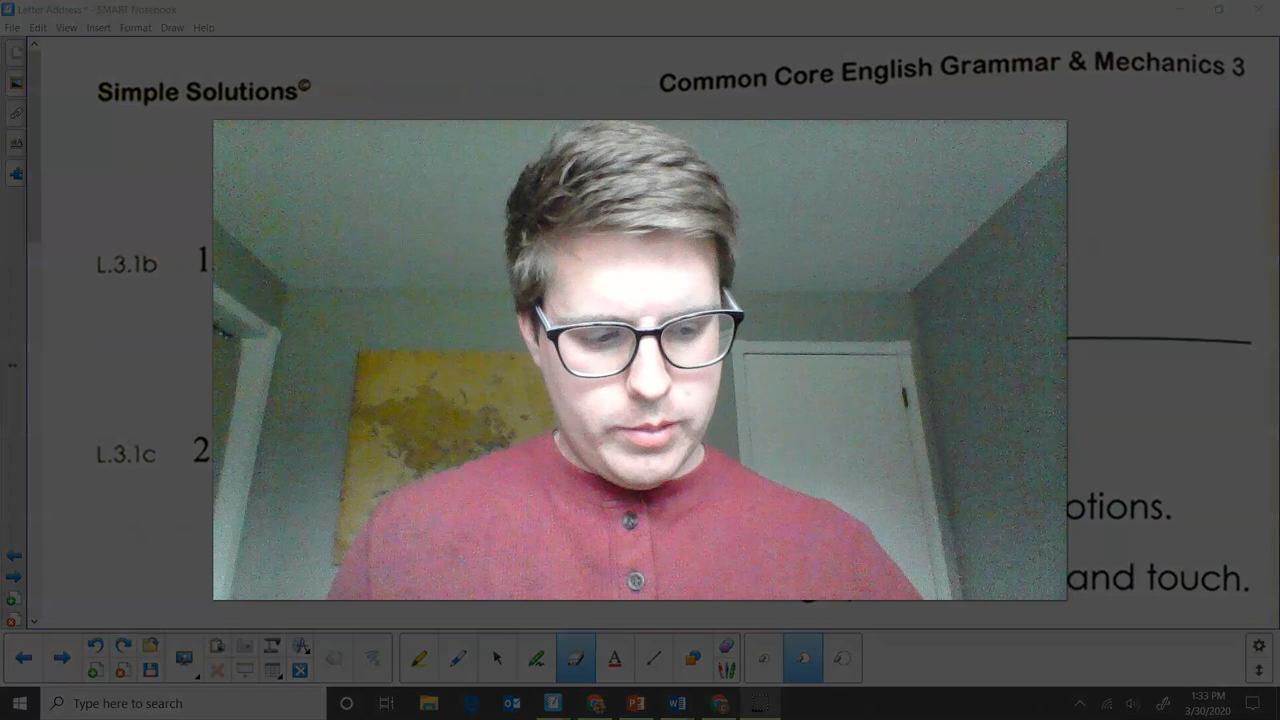 Letter Address * - SMART Notebook
File Edit View Insert Format Draw Help
Simple Solutions©
Common Core English Grammar & Mechanics 3
L.3.1b 1.
L.3.1c 2
otions.
and touch.
Type here to search
1:33 PM
3/30/2020